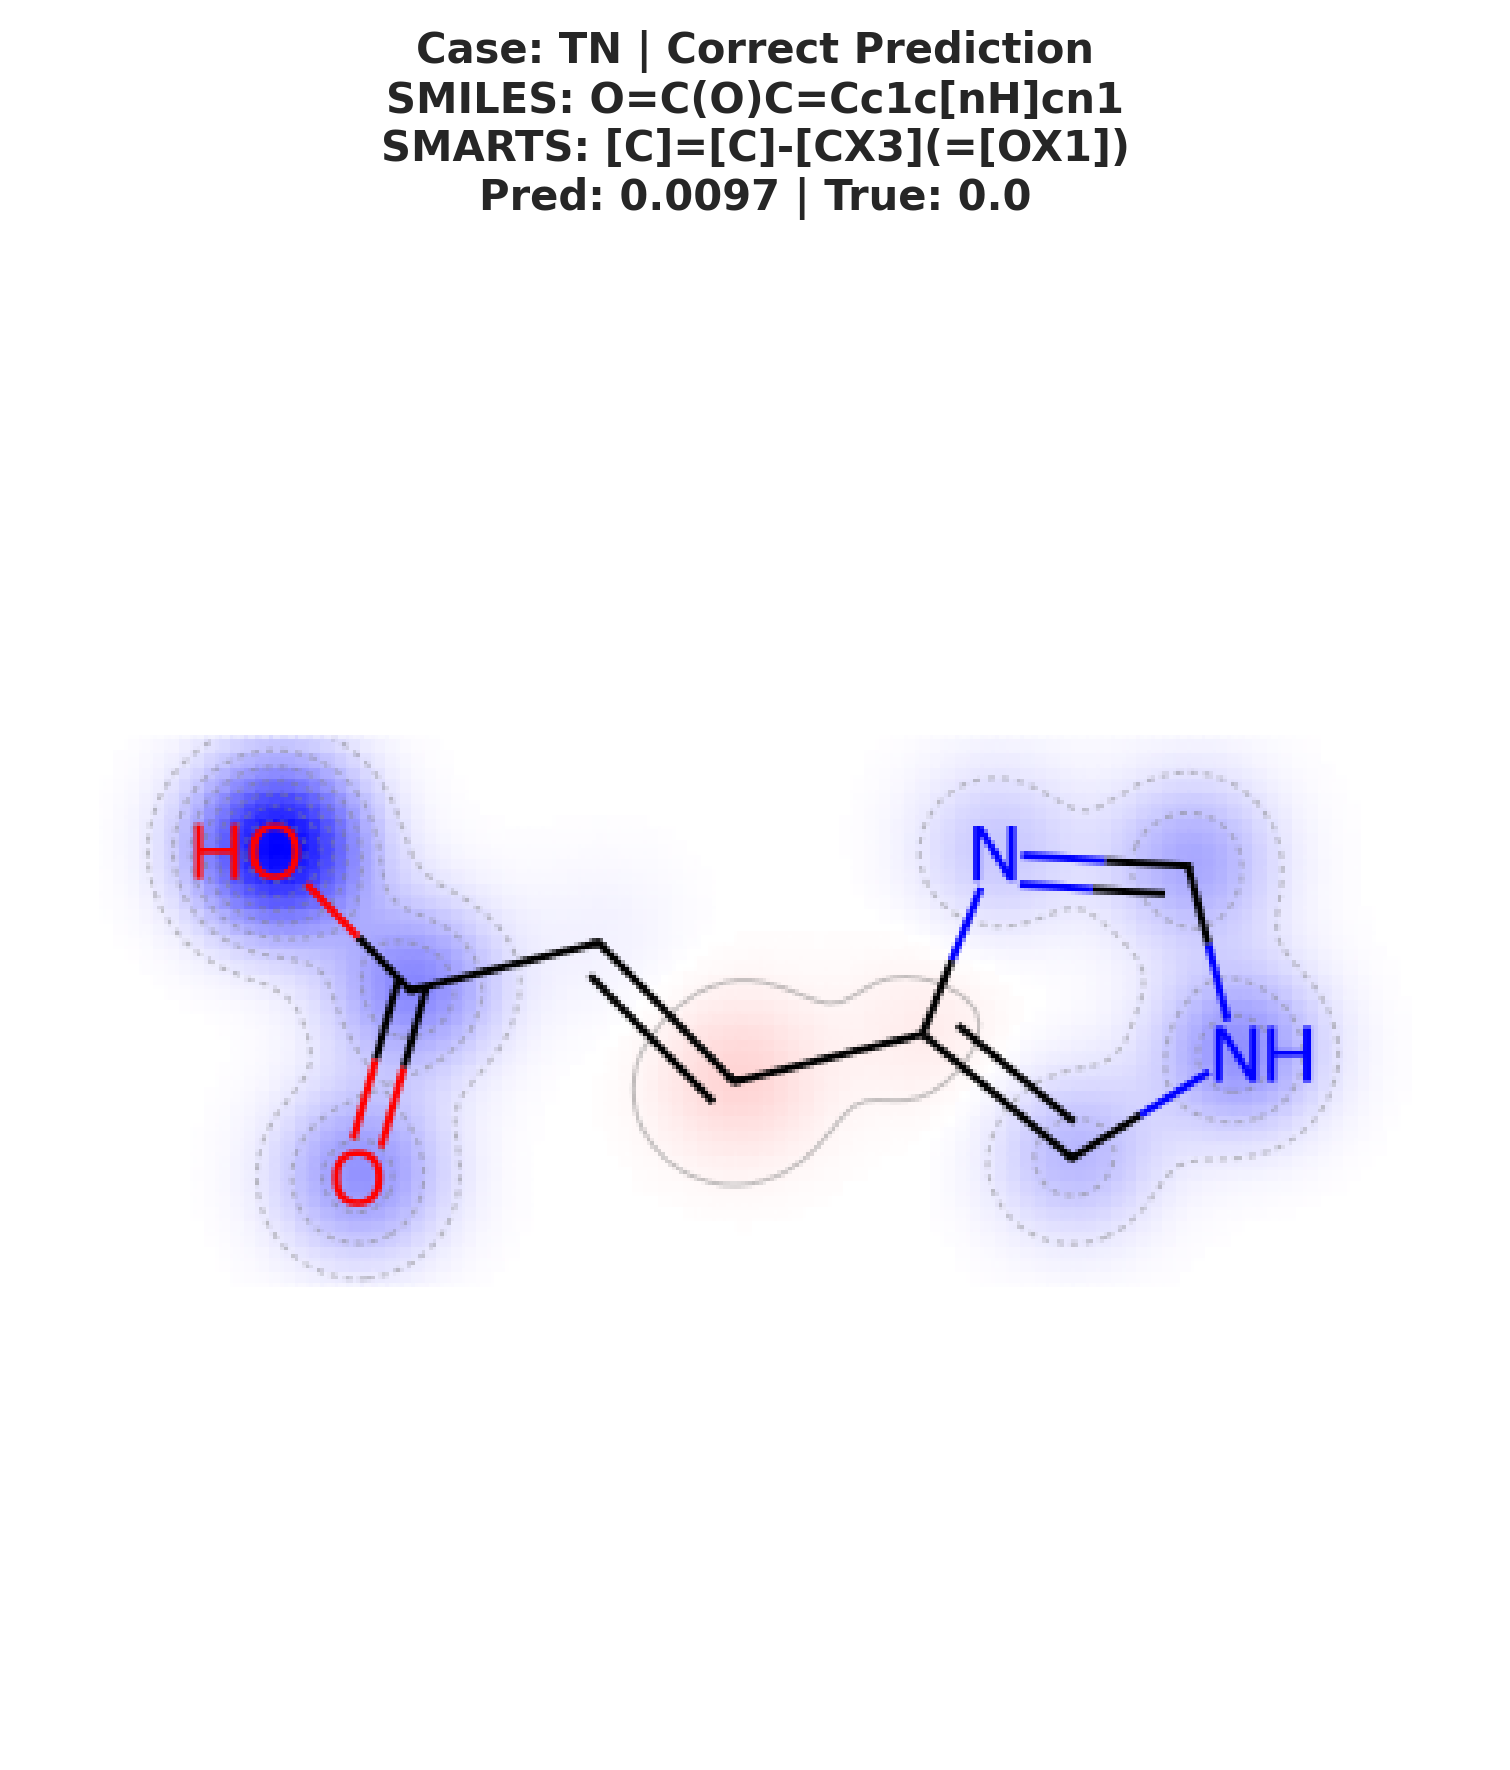 Case: TN | Correct Prediction
SMILES: O=C(O)C=Cc1c[nH]cn1
SMARTS: [C]=[C]-[CX3](=[OX1])
Pred: 0.0097 | True: 0.0
HO
N
NH
O